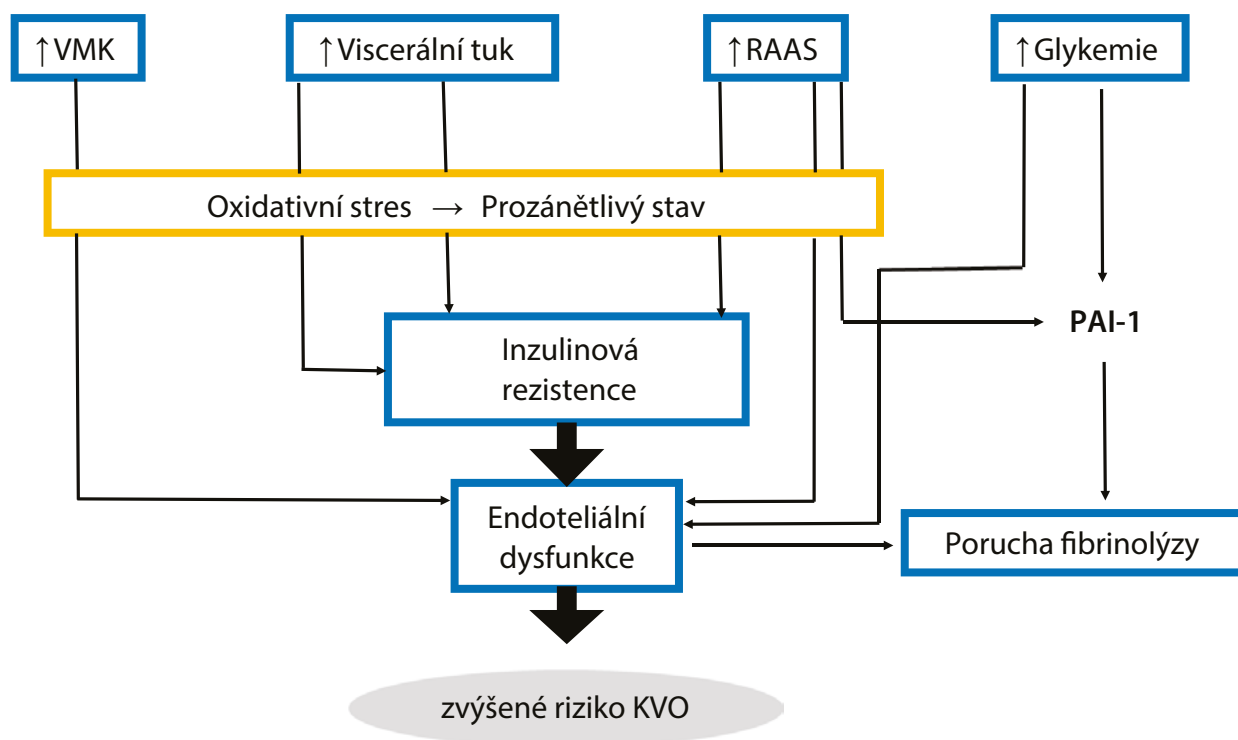 ↑VMK
↑Viscerální tuk
↑RAAS
↑Glykemie
Oxidativní stres → Prozánětlivý stav
Inzulinová
rezistence
PAI-1
Endoteliální
dysfunkce
Porucha fibrinolýzy
zvýšené riziko KVO